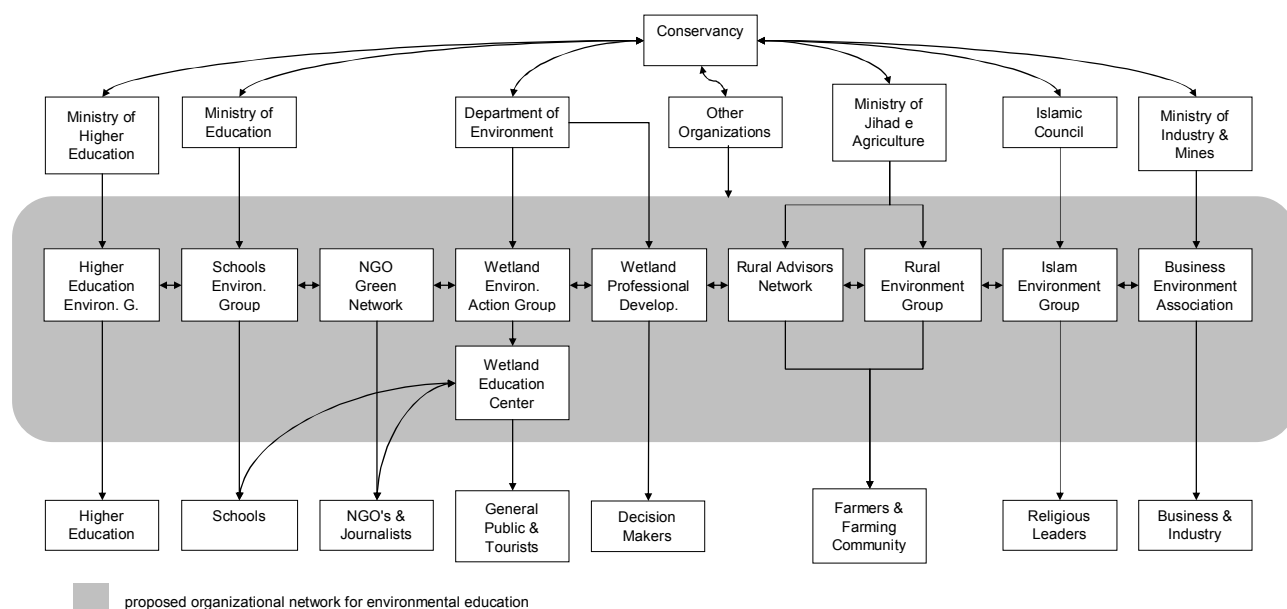 Conservancy
Ministry of
Higher
Education
Ministry of
Education
Department of
Environment
Other
Organizations
Ministry of
Jihad e
Agriculture
Islamic
Council
Ministry of
Industry &
Mines
Higher
Education
Environ. G.
Schools
Environ.
Group
NGO
Green
Network
Wetland
Environ.
Action Group
Wetland
Professional
Develop.
Rural Advisors
Network
Rural
Environment
Group
Islam
Environment
Group
Business
Environment
Association
Wetland
Education
Center
Higher
Education
Schools
NGO's &
Journalists
General
Public &
Tourists
Decision
Makers
Farmers &
Farming
Community
Religious
Leaders
Business &
Industry
proposed organizational network for environmental education